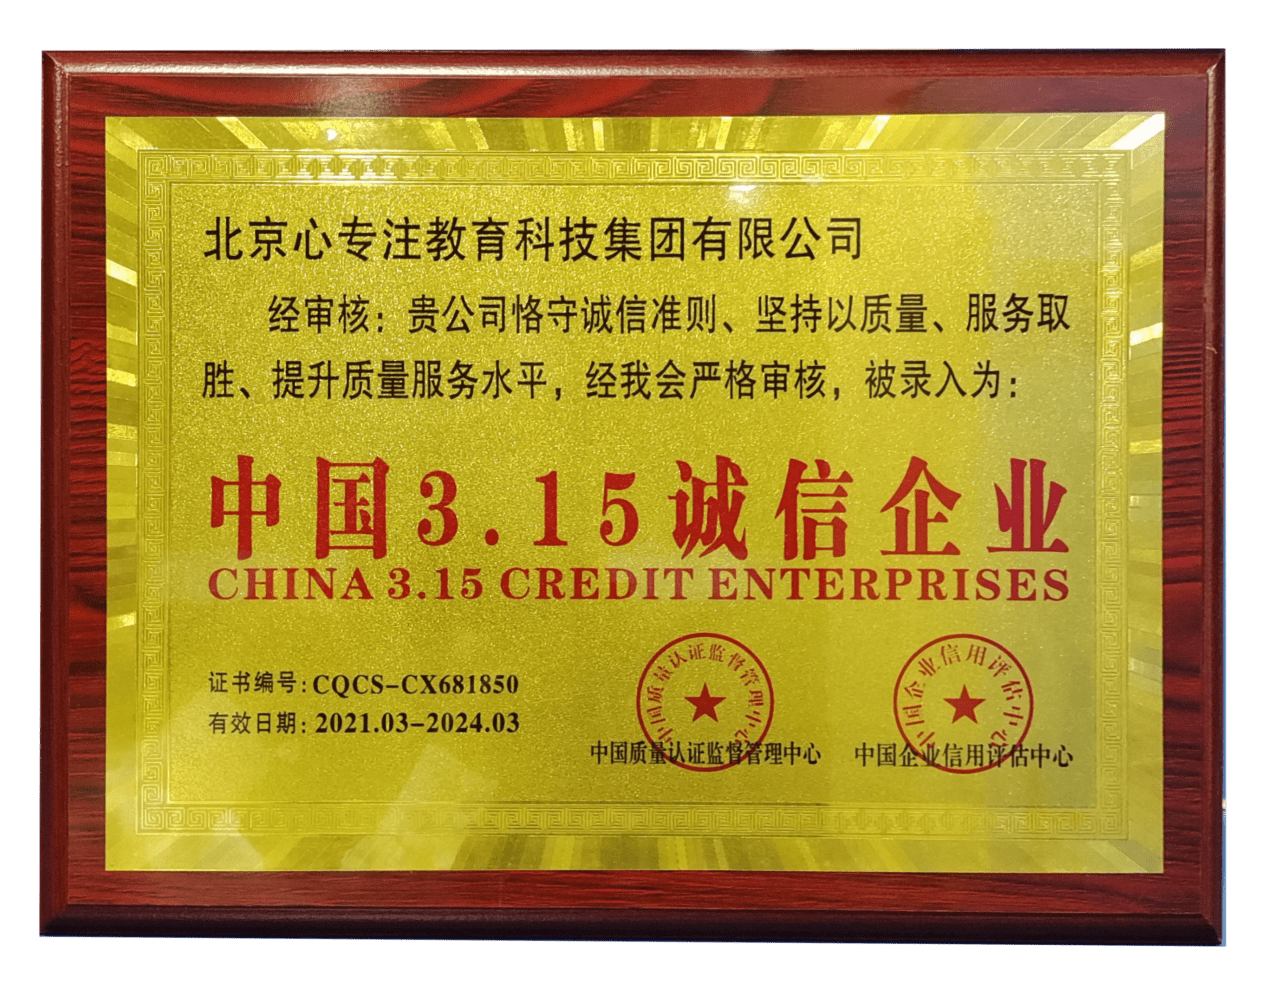 北京心专注教育科技集团有限公司
经审核：贵公司恪守诚信准则、坚持以质量、服务取
胜、提升质量服务水平，经我会严格审核，被录入为：
中国3.15诚信企业
CHINA 3.15 CREDIT ENTERPRISES
证书编号：CQCS-CX681850
有效日期：2021.03-2024.03
中国质量认证监督管理中心
中国质量认证监督管理中心
中国企业信用评估中心
中国企业信用评估中心